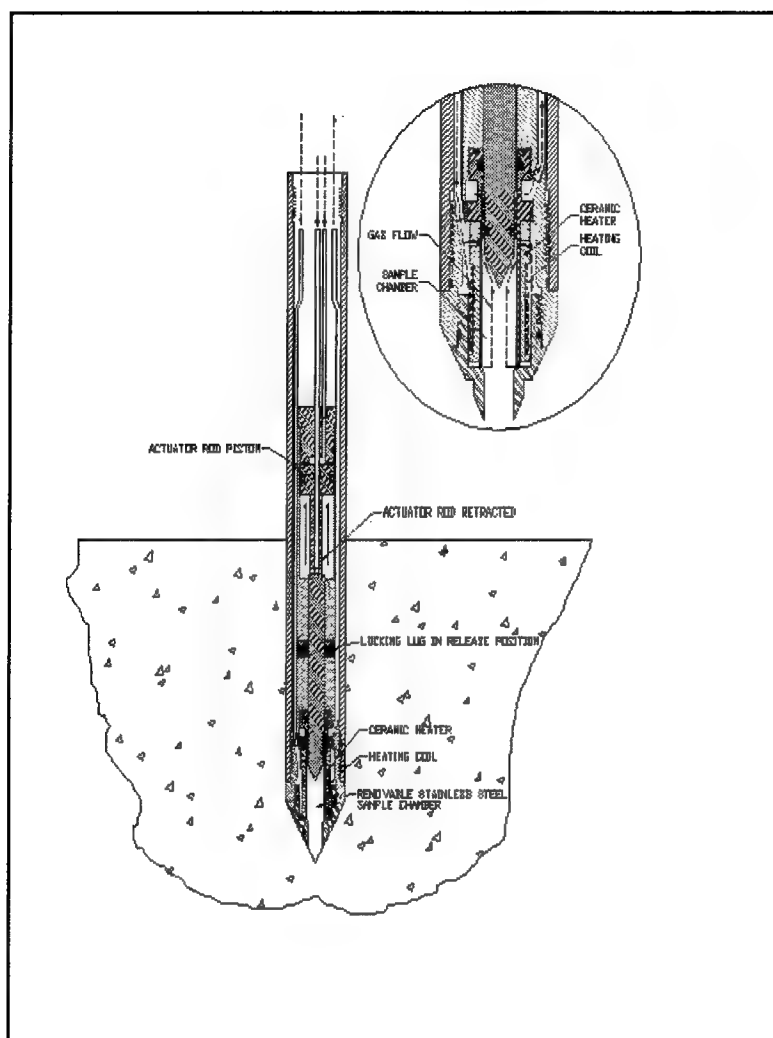 GAS FLOW
SAMPLE
CHAMBER
CERAMIC
HEATER
HEATING
COIL
ACTUATOR ROD PISTON
ACTUATOR ROD RETRACTED
LOCKING LUG IN RELEASE POSITION
CERAMIC HEATER
HEATING COIL
REMOVABLE STAINLESS STEEL
SAMPLE CHAMBER